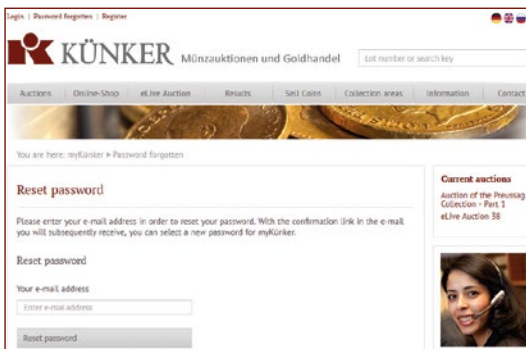 Login | Password forgotten | Register
KÜNKER Münzauktionen und Goldhandel
Lot number or search key
Auctions Online-Shop eLive Auction Results Sell Coins Collection areas Information Contact
You are here: myKünker ▸ Password forgotten
Reset password
Please enter your e-mail address in order to reset your password. With the confirmation link in the e-mail
you will subsequently receive, you can select a new password for myKünker.
Reset password
Your e-mail address
Enter e-mail address
Reset password
Current auctions
Auction of the Preussag
Collection - Part 1
eLive Auction 38